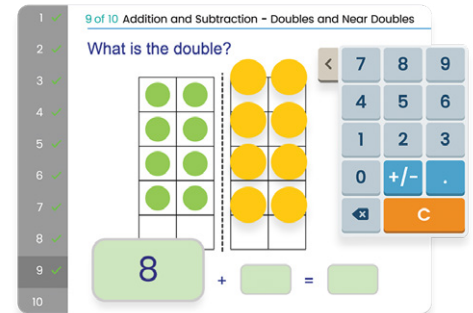 1
2
3
4
5
6
7
8
9
10
9 of 10 Addition and Subtraction - Doubles and Near Doubles
What is the double?
8 + =
<
7 8 9
4 5 6
1 2 3
0 +/- .
C